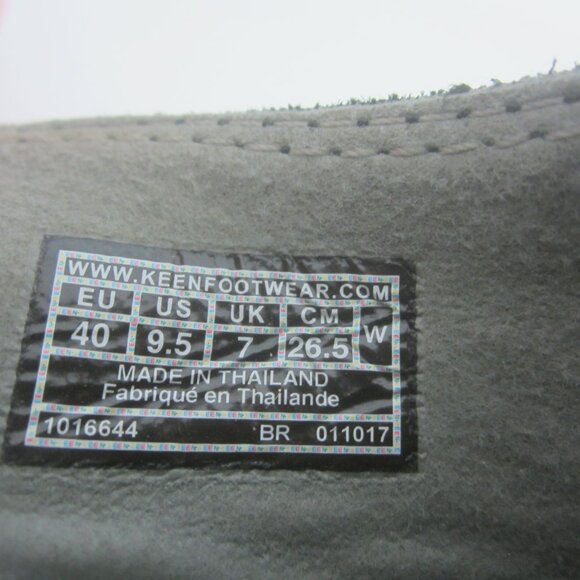 WWW.KEENFOOTWEAR.COM
EU US UK CM W
40 9.5 7 26.5
MADE IN THAILAND
Fabriqué en Thaïlande
1016644 BR 011017